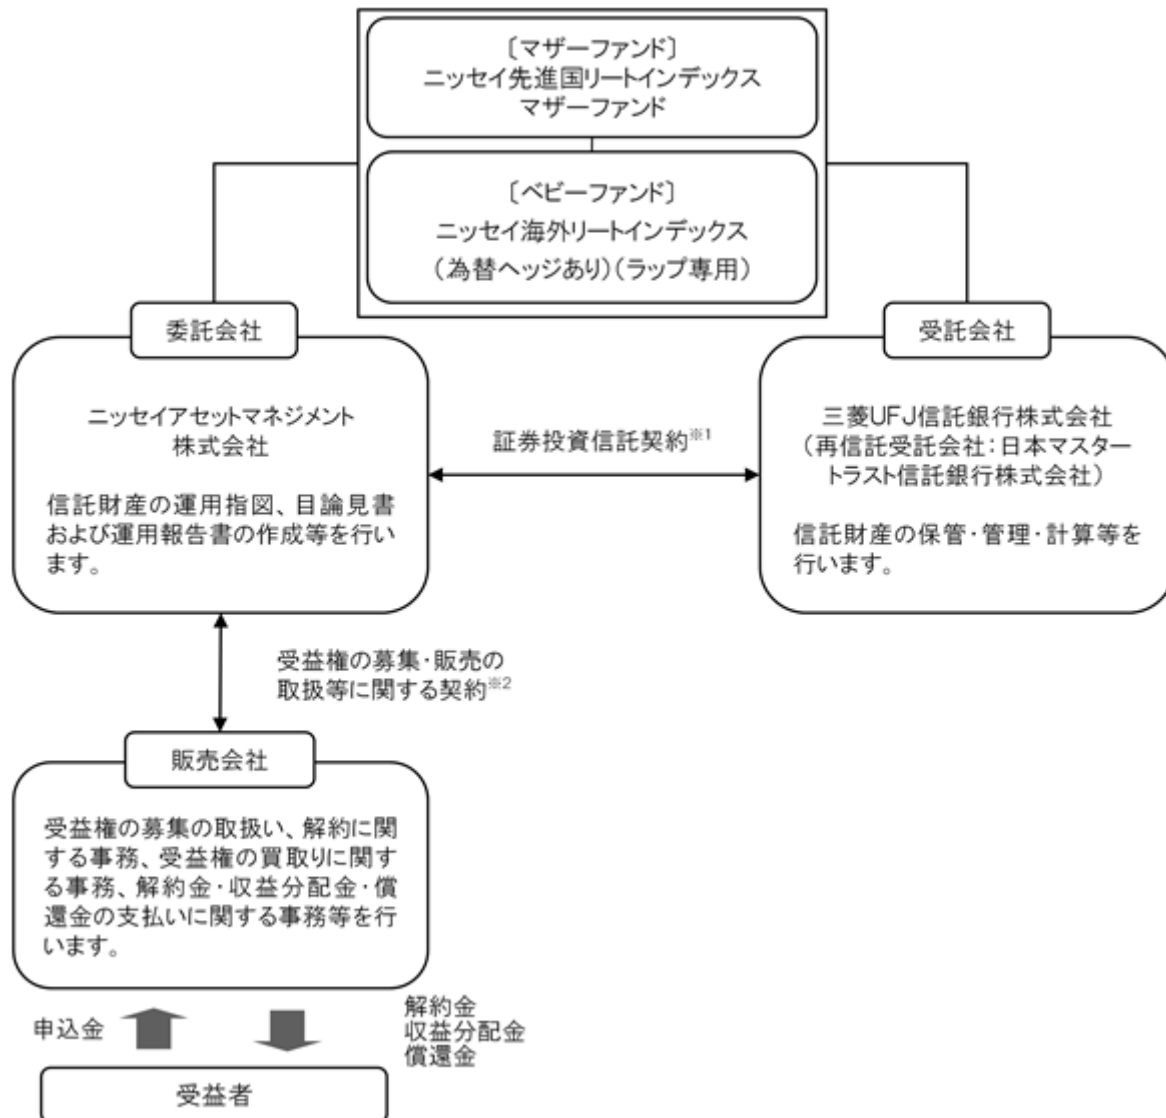 〔マザーファンド〕
ニッセイ先進国リートインデックス
マザーファンド
〔ベビーファンド〕
ニッセイ海外リートインデックス
（為替ヘッジあり）（ラップ専用）
委託会社
ニッセイアセットマネジメント
株式会社
信託財産の運用指図、目論見書
および運用報告書の作成等を行い
ます。
証券投資信託契約※1
受託会社
三菱UFJ信託銀行株式会社
（再信託受託会社：日本マスター
トラスト信託銀行株式会社）
信託財産の保管・管理・計算等を
行います。
受益権の募集・販売の
取扱等に関する契約※2
販売会社
受益権の募集の取扱い、解約に関
する事務、受益権の買取りに関す
る事務、解約金・収益分配金・償
還金の支払いに関する事務等を行
います。
申込金
解約金
収益分配金
償還金
受益者